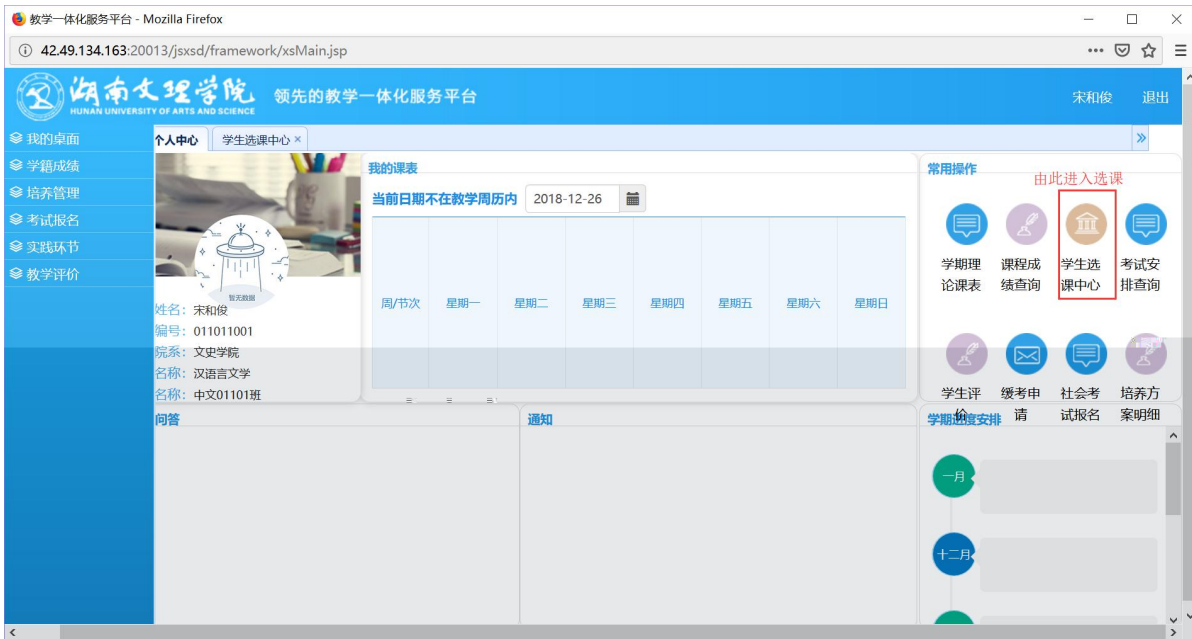 教学一体化服务平台 - Mozilla Firefox
42.49.134.163:20013/jsxsd/framework/xsMain.jsp
湖南文理学院
HUNAN UNIVERSITY OF ARTS AND SCIENCE
领先的教学一体化服务平台
宋和俊 退出
我的桌面
学籍成绩
培养管理
考试报名
实践环节
教学评价
个人中心 学生选课中心 ×
暂无数据
姓名: 宋和俊
编号: 011011001
院系: 文史学院
名称: 汉语言文学
名称: 中文01101班
我的课表
当前日期不在教学周历内 2018-12-26
周/节次 星期一 星期二 星期三 星期四 星期五 星期六 星期日
常用操作
由此进入选课
学期理论课表
课程成绩查询
学生选课中心
考试安排查询
学生评价
缓考申请
社会考试报名
培养方案明细
问答
通知
学期进度安排
一月
十二月